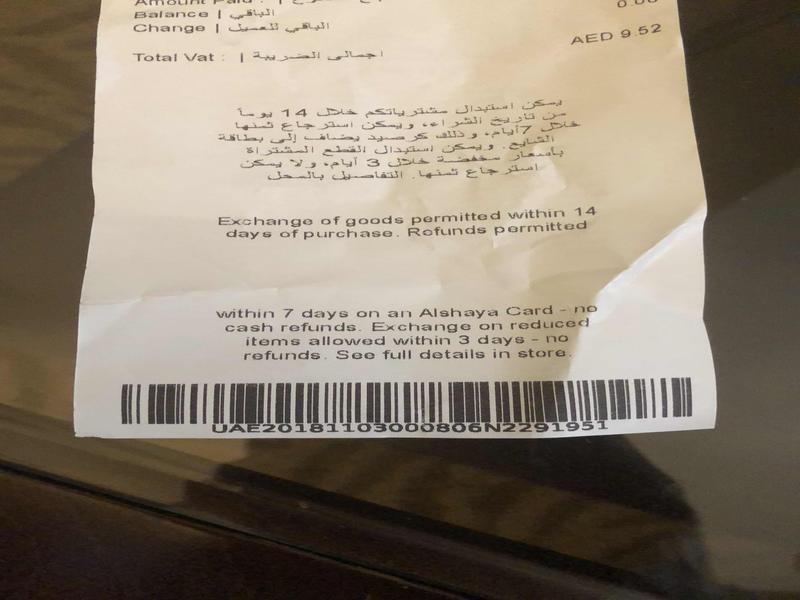 Amount Paid :
Balance | الباقي 0.00
Change | الباقي للعميل
Total Vat : | اجمالى الضريبة AED 9.52
يمكن استبدال مشترياتكم خلال 14 يوماً
من تاريخ الشراء، ويمكن استرجاع ثمنها
خلال 7أيام، وذلك كرصيد يضاف إلى بطاقة
الشايع. ويمكن استبدال القطع المشتراة
بأسعار مخفضة خلال 3 أيام، ولا يمكن
استرجاع ثمنها. التفاصيل بالمحل
Exchange of goods permitted within 14
days of purchase. Refunds permitted
within 7 days on an Alshaya Card - no
cash refunds. Exchange on reduced
items allowed within 3 days - no
refunds. See full details in store.
UAE20181103000806N2291951